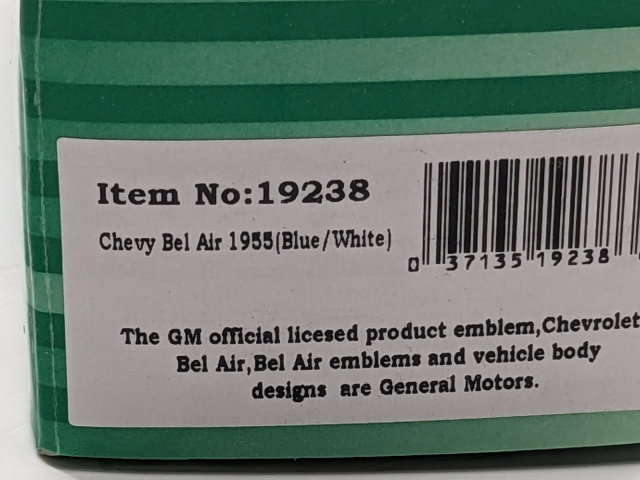 Item No:19238
Chevy Bel Air 1955(Blue/White)
0 37135 19238
The GM official licesed product emblem,Chevrolet
Bel Air,Bel Air emblems and vehicle body
designs are General Motors.